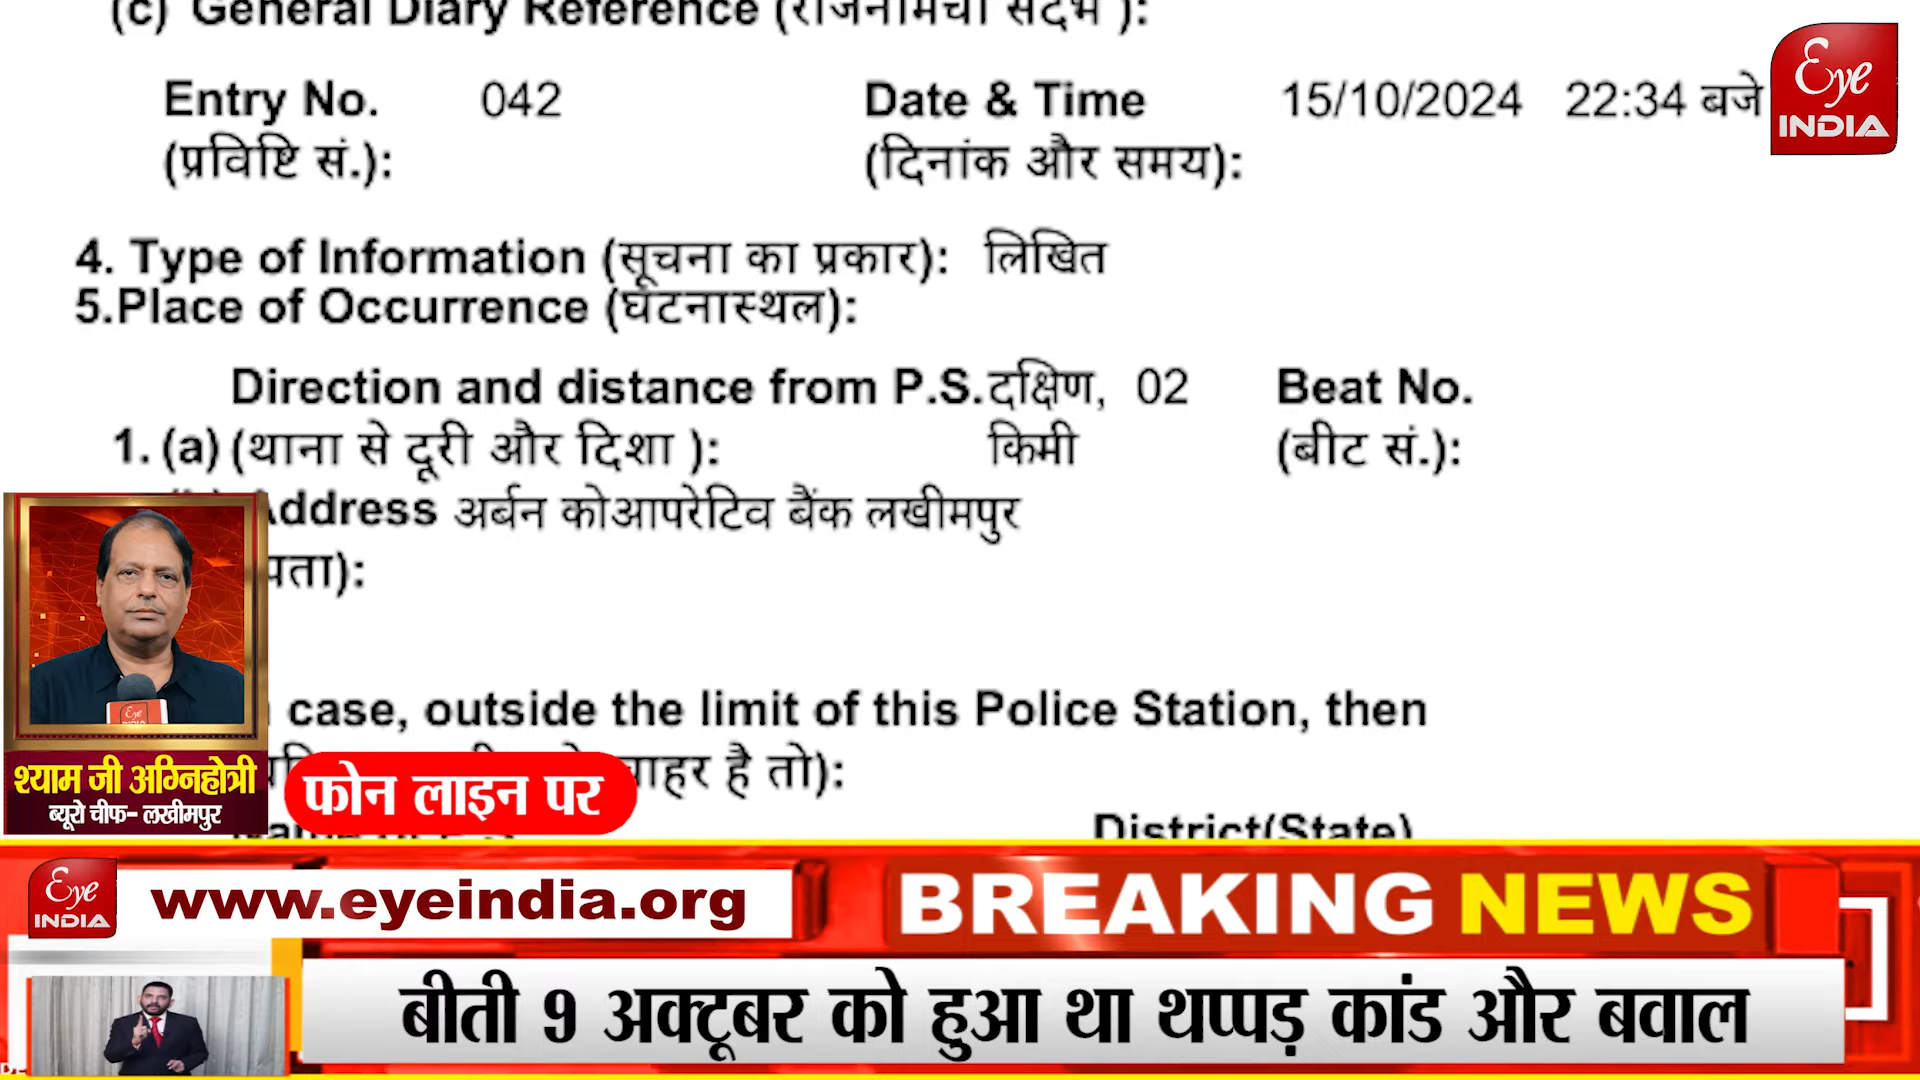 (c) General Diary Reference (रोजनामचा संदर्भ ):
Eye
INDIA
Entry No. 042 Date & Time 15/10/2024 22:34 बजे
(प्रविष्टि सं.): (दिनांक और समय):
4. Type of Information (सूचना का प्रकार): लिखित
5.Place of Occurrence (घटनास्थल):
Direction and distance from P.S. दक्षिण, 02 Beat No.
1. (a) (थाना से दूरी और दिशा ): किमी (बीट सं.):
Address अर्बन कोआपरेटिव बैंक लखीमपुर
पता):
case, outside the limit of this Police Station, then
बाहर है तो):
श्याम जी अग्निहोत्री
ब्यूरो चीफ- लखीमपुर
फोन लाइन पर
District(State)
Eye
INDIA
www.eyeindia.org
BREAKING NEWS
बीती 9 अक्टूबर को हुआ था थप्पड़ कांड और बवाल